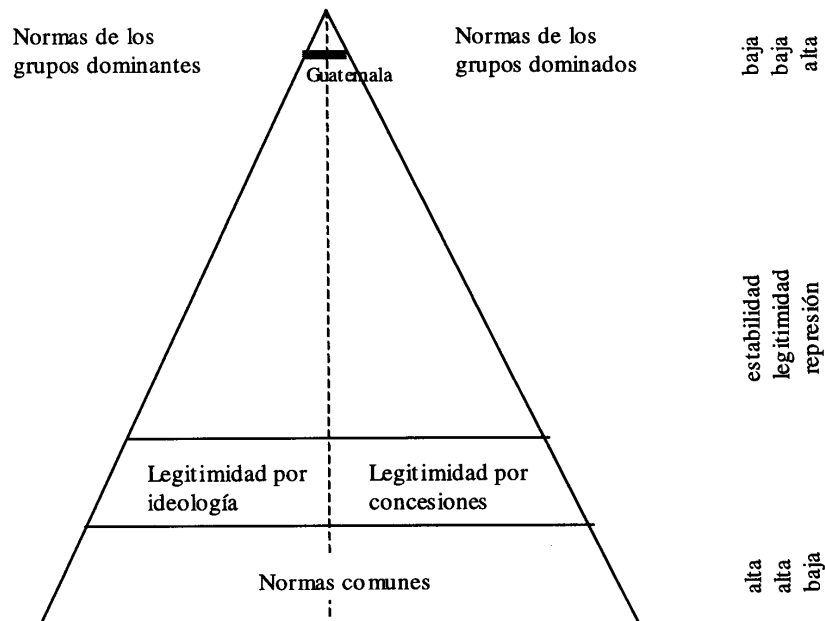 Normas de los
grupos dominantes
Normas de los
grupos dominados
Guatemala
baja
baja
alta
estabilidad
legitimidad
represión
Legitimidad por
ideología
Legitimidad por
concesiones
Normas comunes
alta
alta
baja